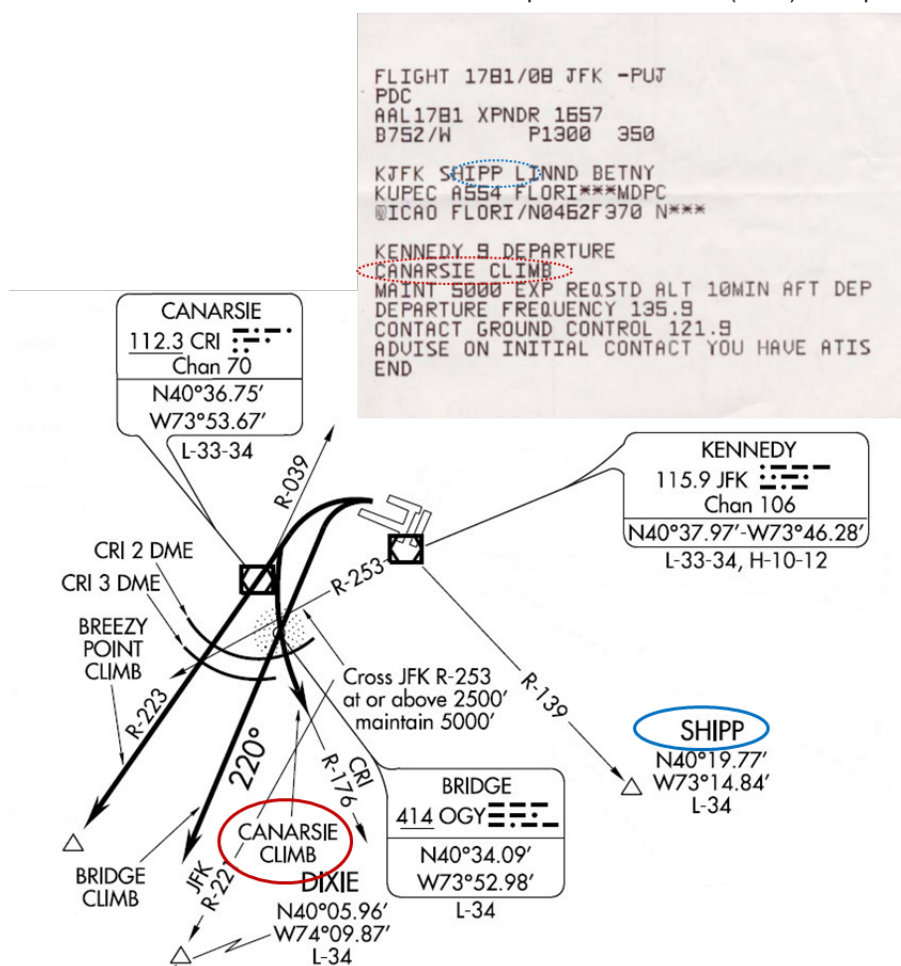 FLIGHT 1781/08 JFK -PUJ
PDC
AAL1781 XPNDR 1657
B752/W P1300 350
KJFK SHIPP LINND BETNY
KUPEC A554 FLORI***MDPC
ICAO FLORI/N0462F370 N***
KENNEDY 9 DEPARTURE
CANARSIE CLIMB
MAINT 5000 EXP REQSTD ALT 10MIN AFT DEP
DEPARTURE FREQUENCY 135.9
CONTACT GROUND CONTROL 121.9
ADVISE ON INITIAL CONTACT YOU HAVE ATIS
END
CANARSIE
112.3 CRI
Chan 70
N40°36.75′
W73°53.67′
L-33-34
KENNEDY
115.9 JFK
Chan 106
N40°37.97′-W73°46.28′
L-33-34, H-10-12
R-039
CRI 2 DME
CRI 3 DME
R-253
BREEZY
POINT
CLIMB
R-223
220°
Cross JFK R-253
at or above 2500′
maintain 5000′
R-139
SHIPP
N40°19.77′
W73°14.84′
L-34
CRI
R-176
BRIDGE
414 OGY
N40°34.09′
W73°52.98′
L-34
CANARSIE
CLIMB
BRIDGE
CLIMB
JFK
R-22
DIXIE
N40°05.96′
W74°09.87′
L-34